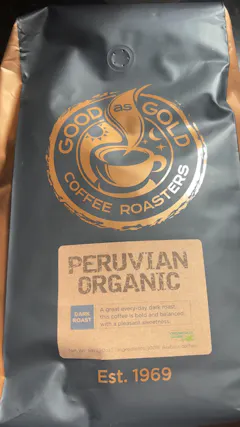 GOOD as GOLD
COFFEE ROASTERS
PERUVIAN
ORGANIC
DARK
ROAST
A great everyday dark roast,
this coffee is bold and balanced
with a pleasant
Est. 1969